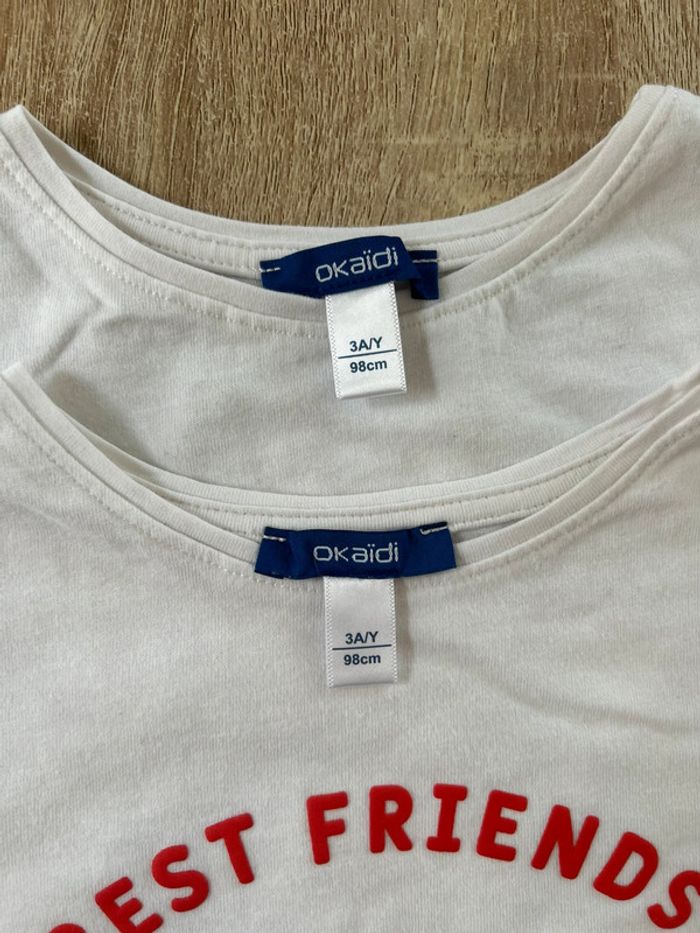 okaïdi
3A/Y
98cm
okaïdi
3A/Y
98cm
EST FRIENDS